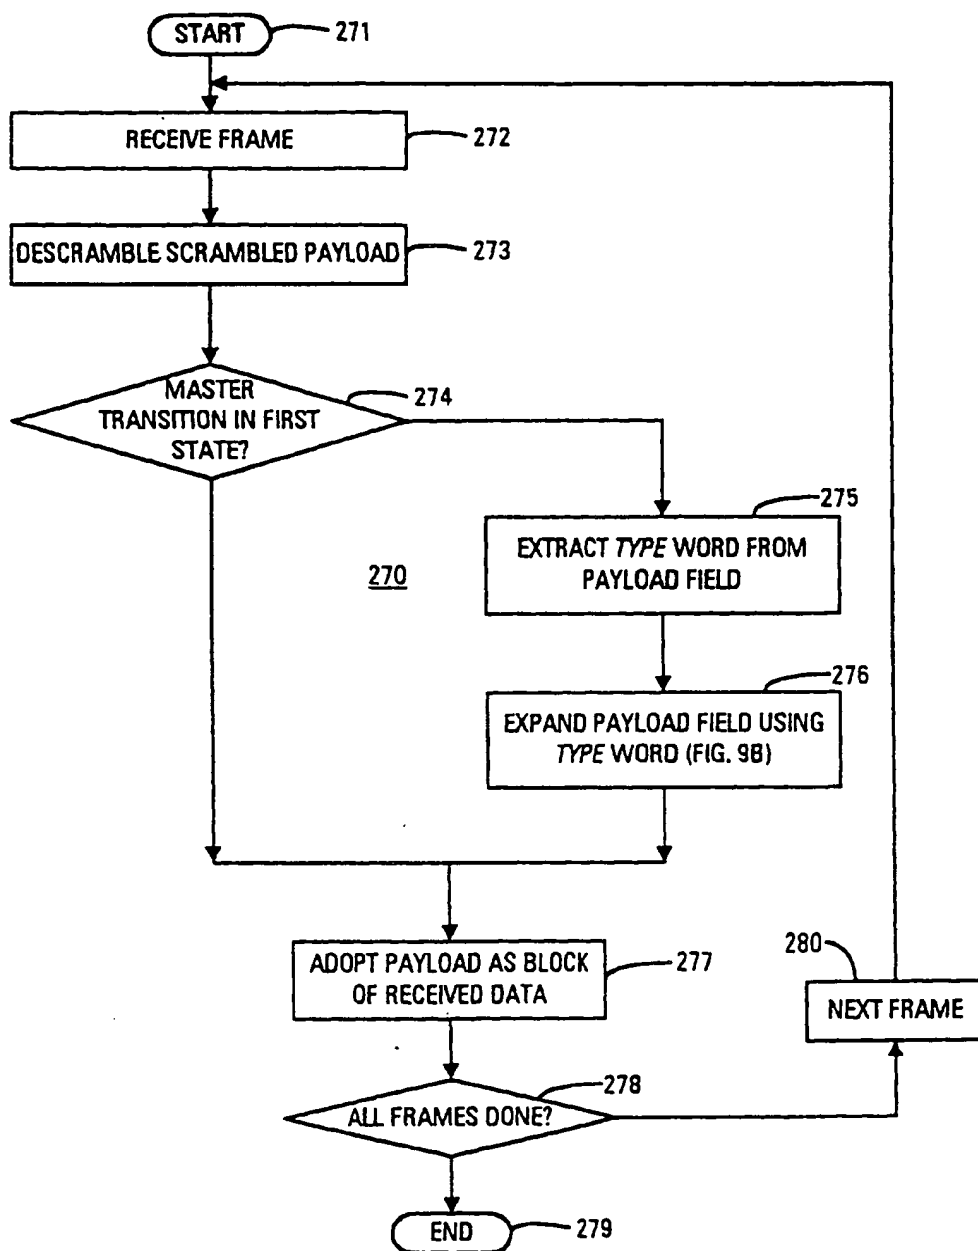 START
271
RECEIVE FRAME
272
DESCRAMBLE SCRAMBLED PAYLOAD
273
MASTER
TRANSITION IN FIRST
STATE?
274
275
EXTRACT TYPE WORD FROM
PAYLOAD FIELD
270
276
EXPAND PAYLOAD FIELD USING
TYPE WORD (FIG. 9B)
ADOPT PAYLOAD AS BLOCK
OF RECEIVED DATA
277
280
NEXT FRAME
278
ALL FRAMES DONE?
END
279